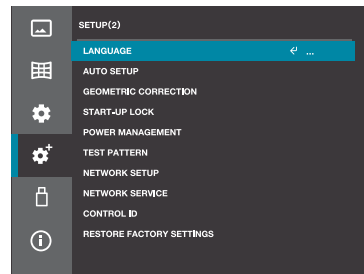 SETUP(2)
LANGUAGE ...
AUTO SETUP
GEOMETRIC CORRECTION
START-UP LOCK
POWER MANAGEMENT
TEST PATTERN
NETWORK SETUP
NETWORK SERVICE
CONTROL ID
RESTORE FACTORY SETTINGS